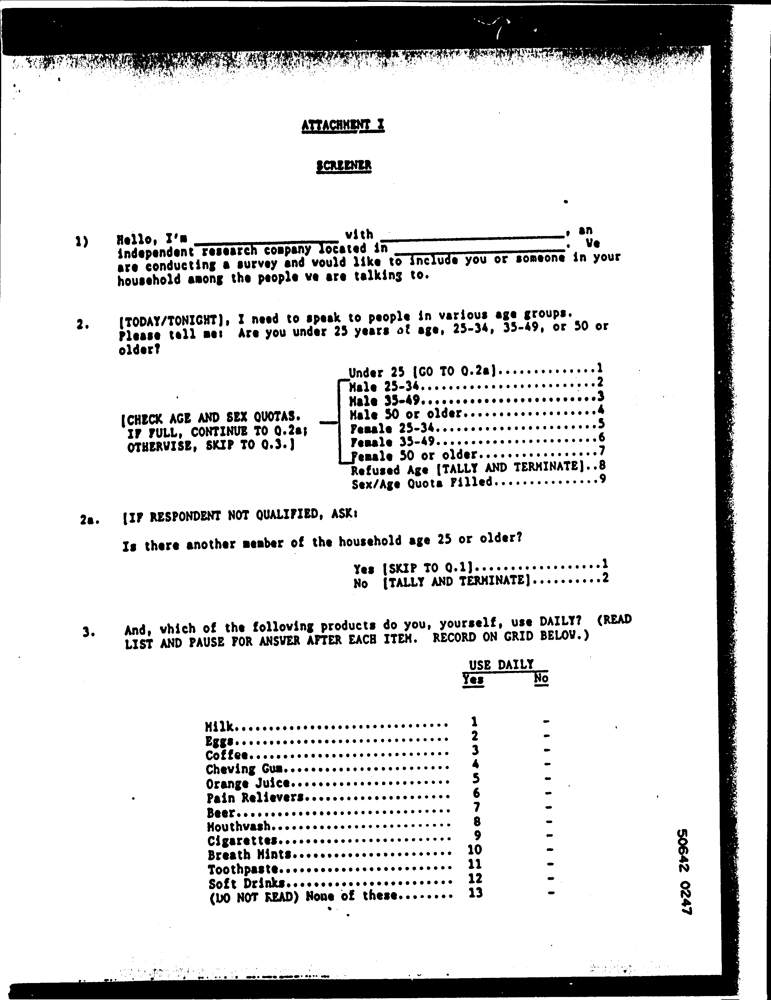 ATTACHMENT I
SCREENER
1) Hello, I'm ____________ with ____________, an
independent research company located in ____________. We
are conducting a survey and would like to include you or someone in your
household among the people we are talking to.
2. [TODAY/TONIGHT], I need to speak to people in various age groups.
Please tell me: Are you under 25 years of age, 25-34, 35-49, or 50 or
older?
Under 25 [GO TO Q.2a]..............1
Male 25-34.........................2
Male 35-49.........................3
[CHECK AGE AND SEX QUOTAS. Male 50 or older...................4
IF FULL, CONTINUE TO Q.2a; Female 25-34.......................5
OTHERWISE, SKIP TO Q.3.] Female 35-49.......................6
Female 50 or older.................7
Refused Age [TALLY AND TERMINATE]..8
Sex/Age Quota Filled...............9
2a. [IF RESPONDENT NOT QUALIFIED, ASK:
Is there another member of the household age 25 or older?
Yes [SKIP TO Q.1]..................1
No [TALLY AND TERMINATE]..........2
3. And, which of the following products do you, yourself, use DAILY? (READ
LIST AND PAUSE FOR ANSWER AFTER EACH ITEM. RECORD ON GRID BELOW.)
USE DAILY
Yes No
Milk............................... 1 -
Eggs............................... 2 -
Coffee............................. 3 -
Chewing Gum........................ 4 -
Orange Juice....................... 5 -
Pain Relievers..................... 6 -
Beer............................... 7 -
Mouthwash.......................... 8 -
Cigarettes......................... 9 -
Breath Mints....................... 10 -
Toothpaste......................... 11 -
Soft Drinks........................ 12 -
(DO NOT READ) None of these........ 13 -
50642 0247